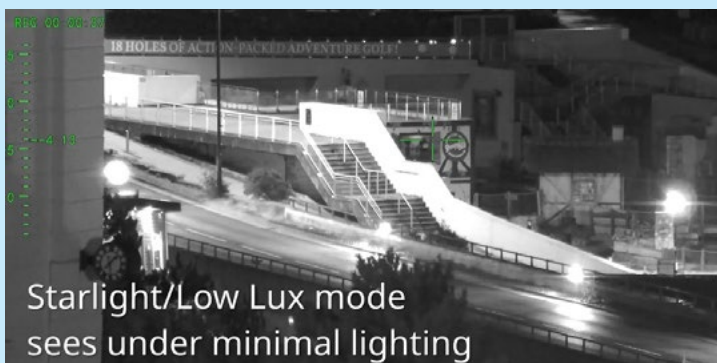 18 HOLES OF ACTION-PACKED ADVENTURE GOLF!
Starlight/Low Lux mode
sees under minimal lighting